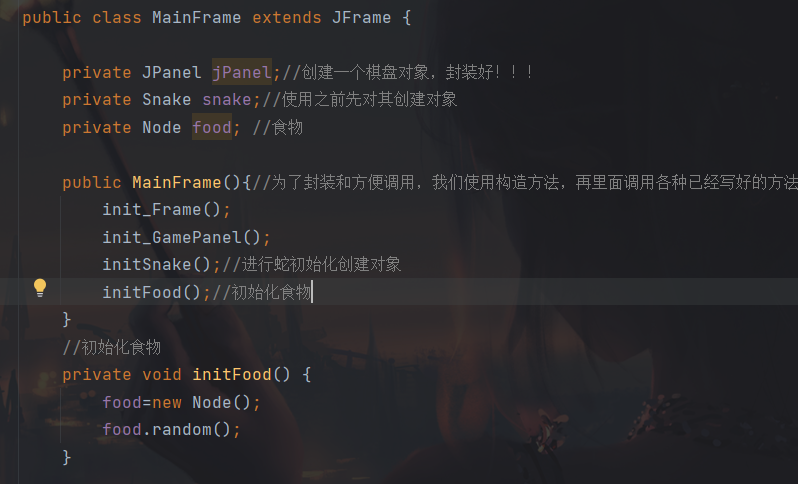 public class MainFrame extends JFrame {
private JPanel jPanel;//创建一个棋盘对象，封装好！！！
private Snake snake;//使用之前先对其创建对象
private Node food; //食物
public MainFrame(){//为了封装和方便调用，我们使用构造方法，再里面调用各种已经写好的方法
init_Frame();
init_GamePanel();
initSnake();//进行蛇初始化创建对象
initFood();//初始化食物
}
//初始化食物
private void initFood() {
food=new Node();
food.random();
}